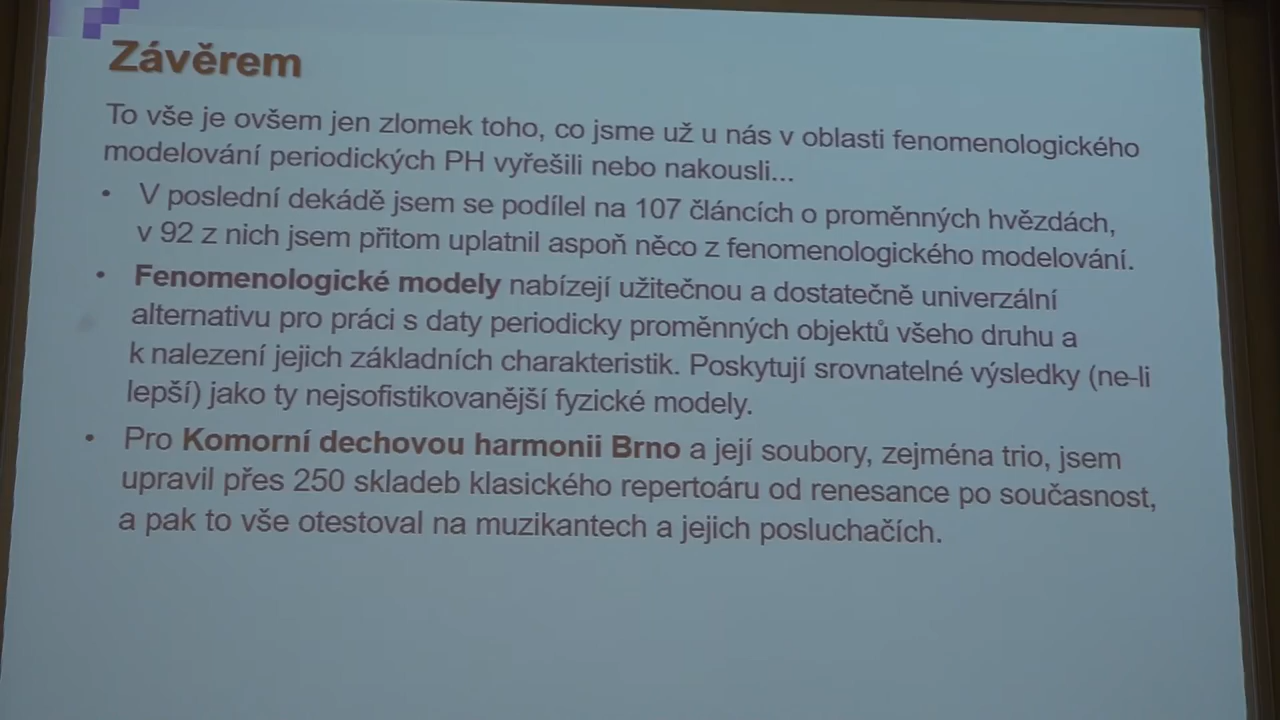 Závěrem
To vše je ovšem jen zlomek toho, co jsme už u nás v oblasti fenomenologického
modelování periodických PH vyřešili nebo nakousli...
• V poslední dekádě jsem se podílel na 107 článcích o proměnných hvězdách,
v 92 z nich jsem přitom uplatnil aspoň něco z fenomenologického modelování.
• Fenomenologické modely nabízejí užitečnou a dostatečně univerzální
alternativu pro práci s daty periodicky proměnných objektů všeho druhu a
k nalezení jejich základních charakteristik. Poskytují srovnatelné výsledky (ne-li
lepší) jako ty nejsofistikovanější fyzické modely.
• Pro Komorní dechovou harmonii Brno a její soubory, zejména trio, jsem
upravil přes 250 skladeb klasického repertoáru od renesance po současnost,
a pak to vše otestoval na muzikantech a jejich posluchačích.